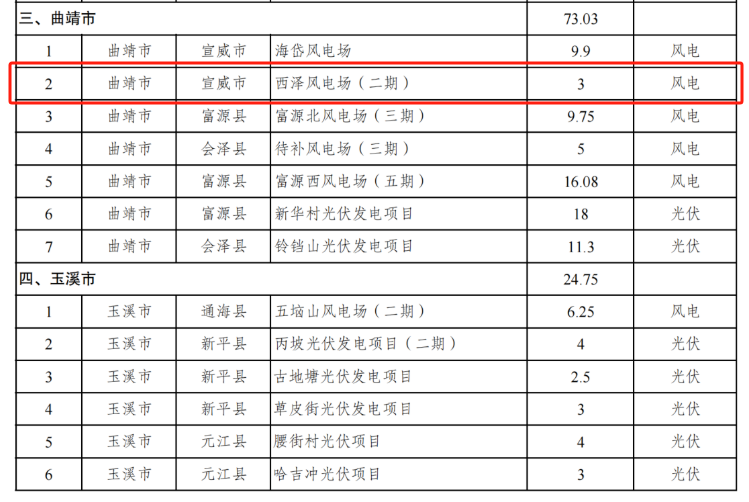 三、曲靖市 73.03
1 曲靖市 宣威市 海岱风电场 9.9 风电
2 曲靖市 宣威市 西泽风电场（二期） 3 风电
3 曲靖市 富源县 富源北风电场（三期） 9.75 风电
4 曲靖市 会泽县 待补风电场（三期） 5 风电
5 曲靖市 富源县 富源西风电场（五期） 16.08 风电
6 曲靖市 富源县 新华村光伏发电项目 18 光伏
7 曲靖市 会泽县 铃铛山光伏发电项目 11.3 光伏
四、玉溪市 24.75
1 玉溪市 通海县 五垴山风电场（二期） 6.25 风电
2 玉溪市 新平县 丙坡光伏发电项目（二期） 4 光伏
3 玉溪市 新平县 古地塘光伏发电项目 2.5 光伏
4 玉溪市 新平县 草皮街光伏发电项目 3 光伏
5 玉溪市 元江县 腰街村光伏项目 4 光伏
6 玉溪市 元江县 哈吉冲光伏项目 3 光伏